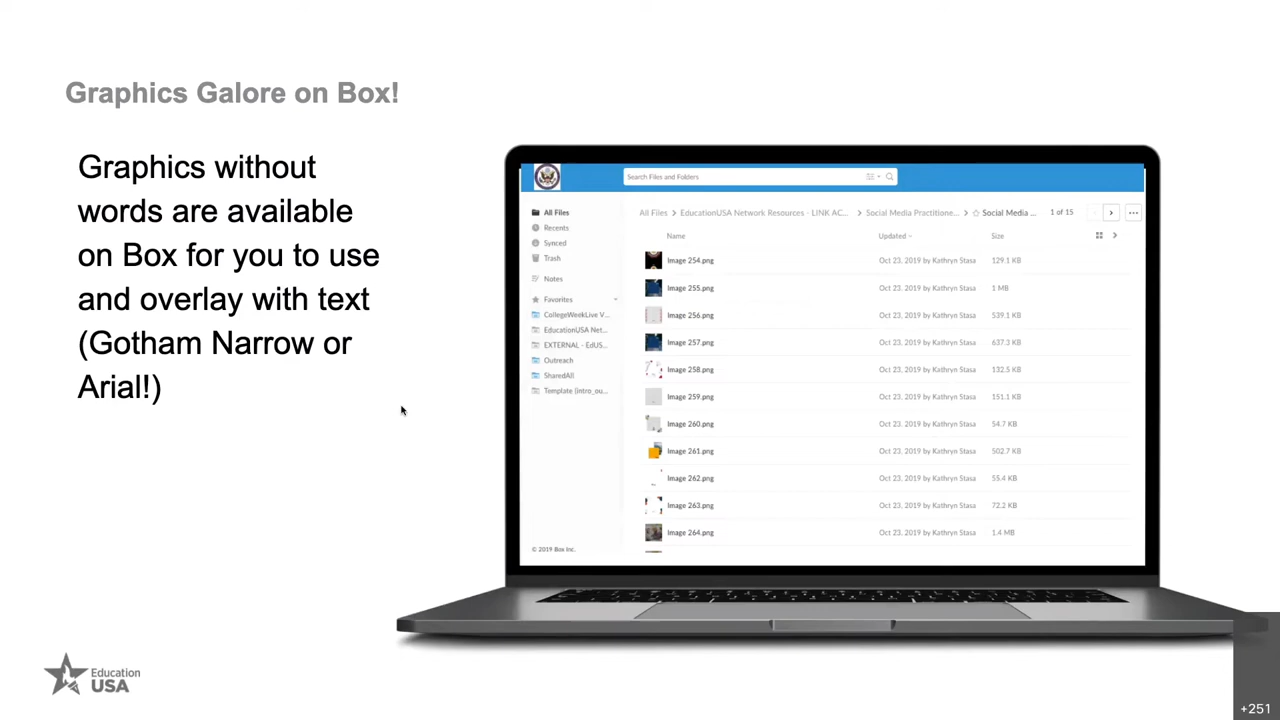 Graphics Galore on Box!
Graphics without
words are available
on Box for you to use
and overlay with text
(Gotham Narrow or
Arial!)
Search Files and Folders
All Files
Recents
Synced
Trash
Notes
Favorites
CollegeWeekLive V...
EducationUSA Net...
EXTERNAL - EdUS...
Outreach
SharedAll
Template (intro_ou...
© 2019 Box Inc.
All Files > EducationUSA Network Resources - LINK AC... > Social Media Practitione... > Social Media ... 1 of 15
Name Updated Size
Image 254.png Oct 23, 2019 by Kathryn Stasa 129.1 KB
Image 255.png Oct 23, 2019 by Kathryn Stasa 1 MB
Image 256.png Oct 23, 2019 by Kathryn Stasa 539.1 KB
Image 257.png Oct 23, 2019 by Kathryn Stasa 637.3 KB
Image 258.png Oct 23, 2019 by Kathryn Stasa 132.5 KB
Image 259.png Oct 23, 2019 by Kathryn Stasa 151.1 KB
Image 260.png Oct 23, 2019 by Kathryn Stasa 54.7 KB
Image 261.png Oct 23, 2019 by Kathryn Stasa 502.7 KB
Image 262.png Oct 23, 2019 by Kathryn Stasa 55.4 KB
Image 263.png Oct 23, 2019 by Kathryn Stasa 72.2 KB
Image 264.png Oct 23, 2019 by Kathryn Stasa 1.4 MB
Education
USA
+251